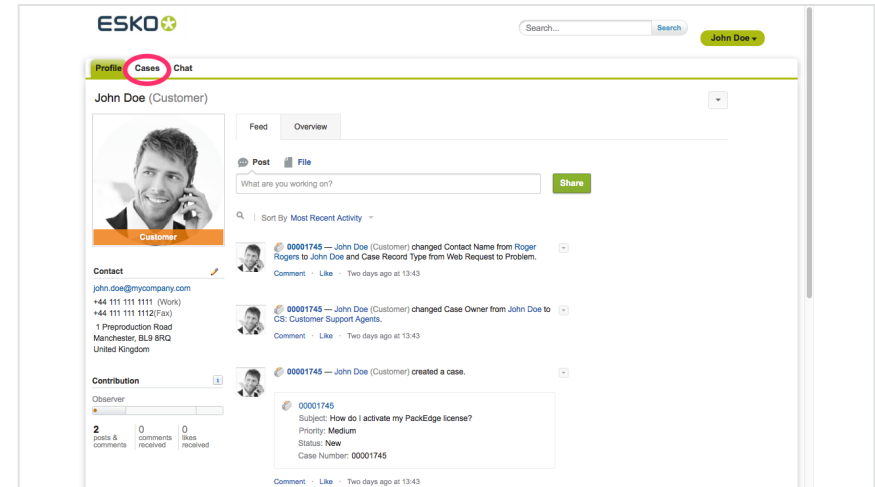 ESKO
Search... Search
John Doe
Profile Cases Chat
John Doe (Customer)
Customer
Contact
john.doe@mycompany.com
+44 111 111 1111 (Work)
+44 111 111 1112(Fax)
1 Preproduction Road
Manchester, BL9 8RQ
United Kingdom
Contribution 1
Observer
2 0 0
posts & comments likes
comments received received
Feed Overview
Post File
What are you working on? Share
Sort By Most Recent Activity
00001745 — John Doe (Customer) changed Contact Name from Roger
Rogers to John Doe and Case Record Type from Web Request to Problem.
Comment · Like · Two days ago at 13:43
00001745 — John Doe (Customer) changed Case Owner from John Doe to
CS: Customer Support Agents.
Comment · Like · Two days ago at 13:43
00001745 — John Doe (Customer) created a case.
00001745
Subject: How do I activate my PackEdge license?
Priority: Medium
Status: New
Case Number: 00001745
Comment · Like · Two days ago at 13:43